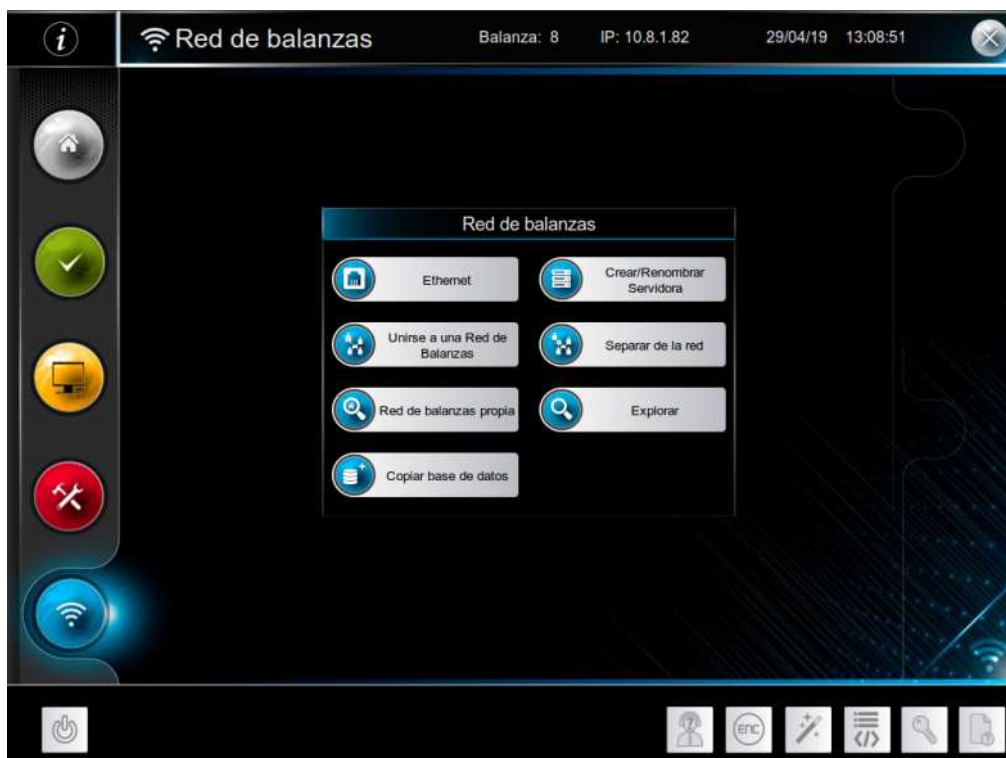 i
Red de balanzas
Balanza: 8
IP: 10.8.1.82
29/04/19 13:08:51
Red de balanzas
Ethernet
Crear/Renombrar
Servidora
Unirse a una Red de
Balanzas
Separar de la red
Red de balanzas propia
Explorar
Copiar base de datos
ENC
</>